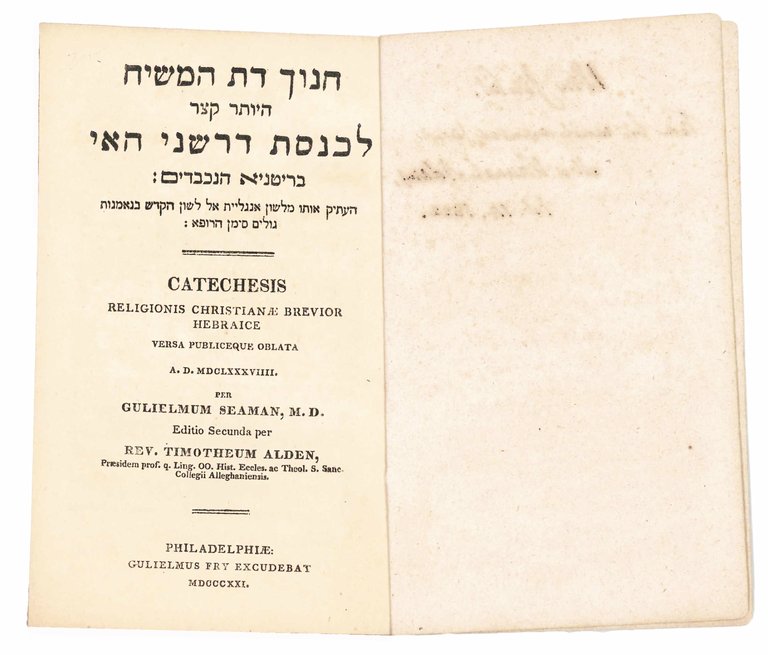 חנוך דת המשיח
היותר קצר
לכנסת דרשני האי
בריטניא הנכבדים:
העתיק אותו מלשון אנגליית אל לשון הקדש בנאמנות
גולים סימן הרופא:
CATECHESIS
RELIGIONIS CHRISTIANÆ BREVIOR
HEBRAICE
VERSA PUBLICEQUE OBLATA
A. D. MDCLXXXVIIII.
PER
GULIELMUM SEAMAN, M. D.
Editio Secunda per
REV. TIMOTHEUM ALDEN,
Præsidem prof. q. Ling. OO. Hist. Eccles. ac Theol. S. Sanc.
Collegii Alleghaniensis.
PHILADELPHIÆ:
GULIELMUS FRY EXCUDEBAT
MDCCCXXI.